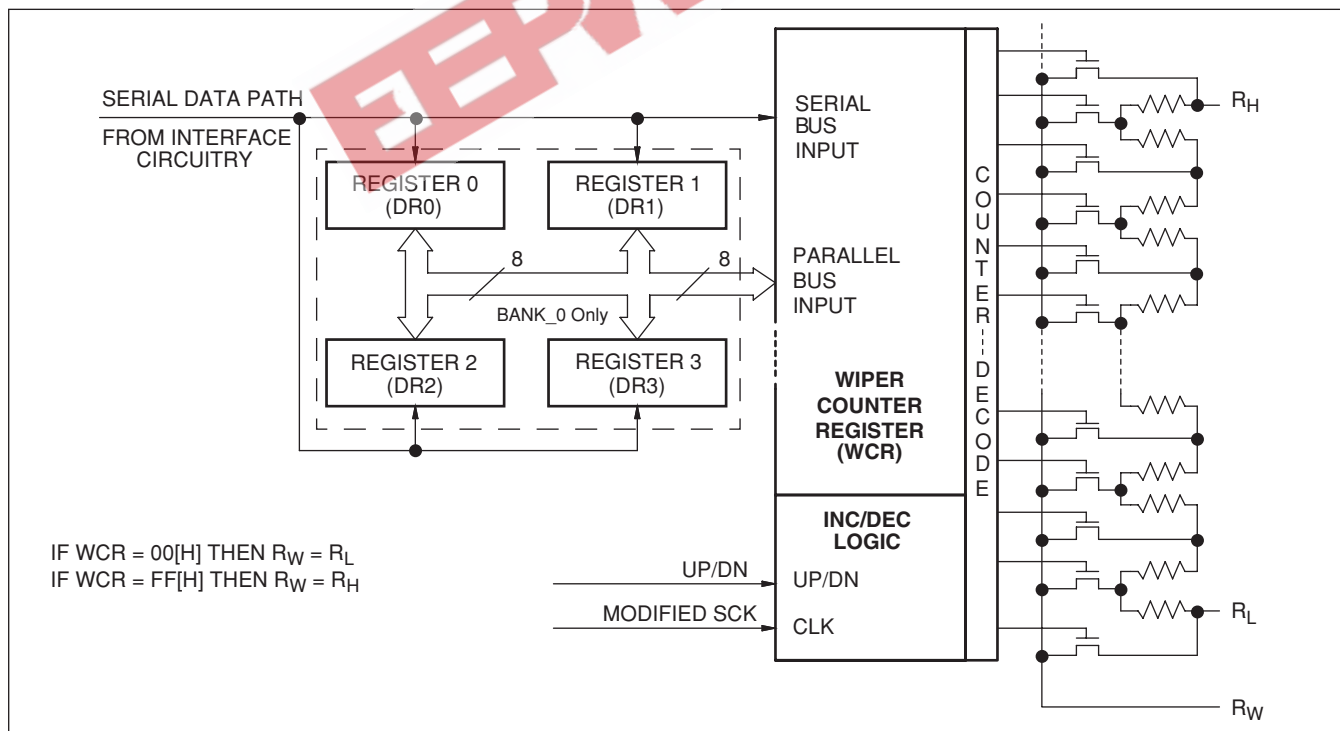 SERIAL DATA PATH
FROM INTERFACE
CIRCUITRY
REGISTER 0
(DR0)
REGISTER 1
(DR1)
8
8
BANK_0 Only
REGISTER 2
(DR2)
REGISTER 3
(DR3)
SERIAL
BUS
INPUT
PARALLEL
BUS
INPUT
WIPER
COUNTER
REGISTER
(WCR)
INC/DEC
LOGIC
UP/DN
UP/DN
MODIFIED SCK
CLK
COUNTER
DECODE
RH
RL
RW
IF WCR = 00[H] THEN RW = RL
IF WCR = FF[H] THEN RW = RH